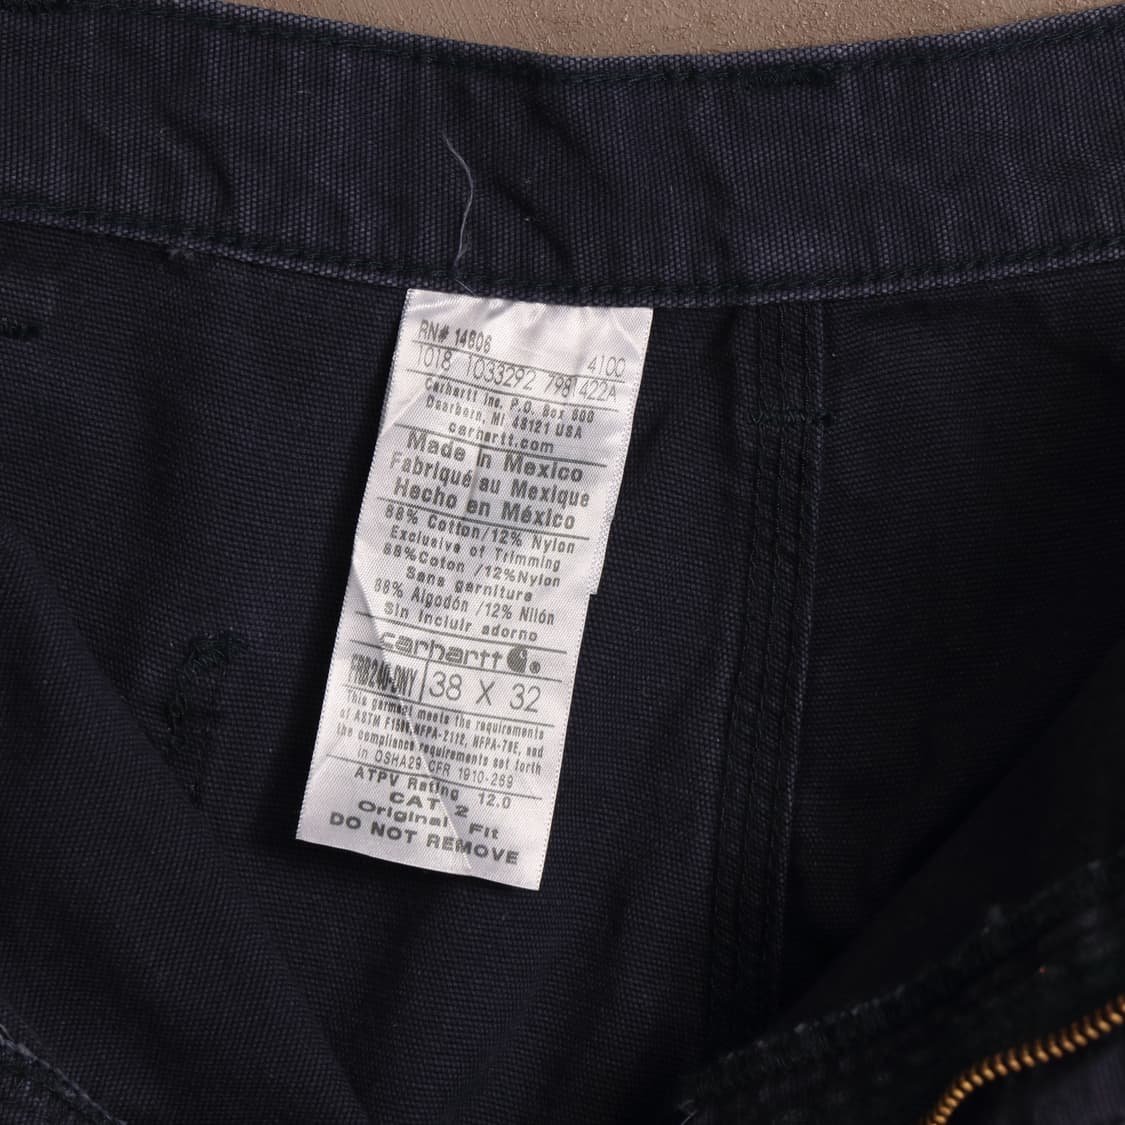 RN# 14806
1018 1033292 798 4100
1422A
Carhartt Inc. P.O. Box 600
Dearborn, MI 48121 USA
carhartt.com
Made in Mexico
Fabriqué au Mexique
Hecho en México
88% Cotton/12% Nylon
Exclusive of Trimming
88%Coton /12%Nylon
Sans garniture
88% Algodón /12% Nilón
Sin incluir adorno
carhartt ®
FRB240-DNY 38 X 32
This garment meets the requirements
of ASTM F1506, NFPA-2112, NFPA-70E, and
the compliance requirements set forth
in OSHA29 CFR 1910-269
ATPV Rating 12.0
CAT 2
Original Fit
DO NOT REMOVE